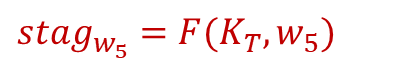 stag_{w_5} = F(K_T, w_5)